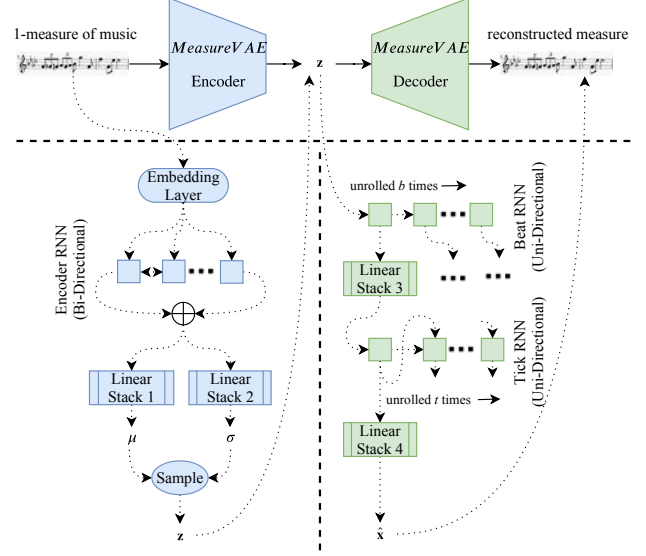 1-measure of music
MeasureVAE
Encoder
z
MeasureVAE
Decoder
reconstructed measure
Embedding
Layer
Encoder RNN
(Bi-Directional)
Linear
Stack 1
Linear
Stack 2
μ
σ
Sample
z
unrolled b times
Beat RNN
(Uni-Directional)
Linear
Stack 3
Tick RNN
(Uni-Directional)
unrolled t times
Linear
Stack 4
x̂